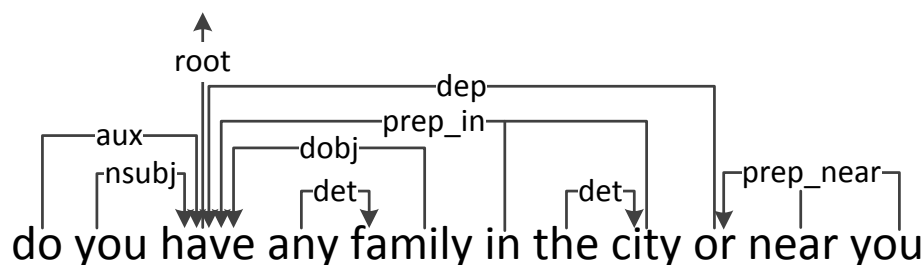 root
dep
aux prep_in
nsubj dobj
det det prep_near
do you have any family in the city or near you